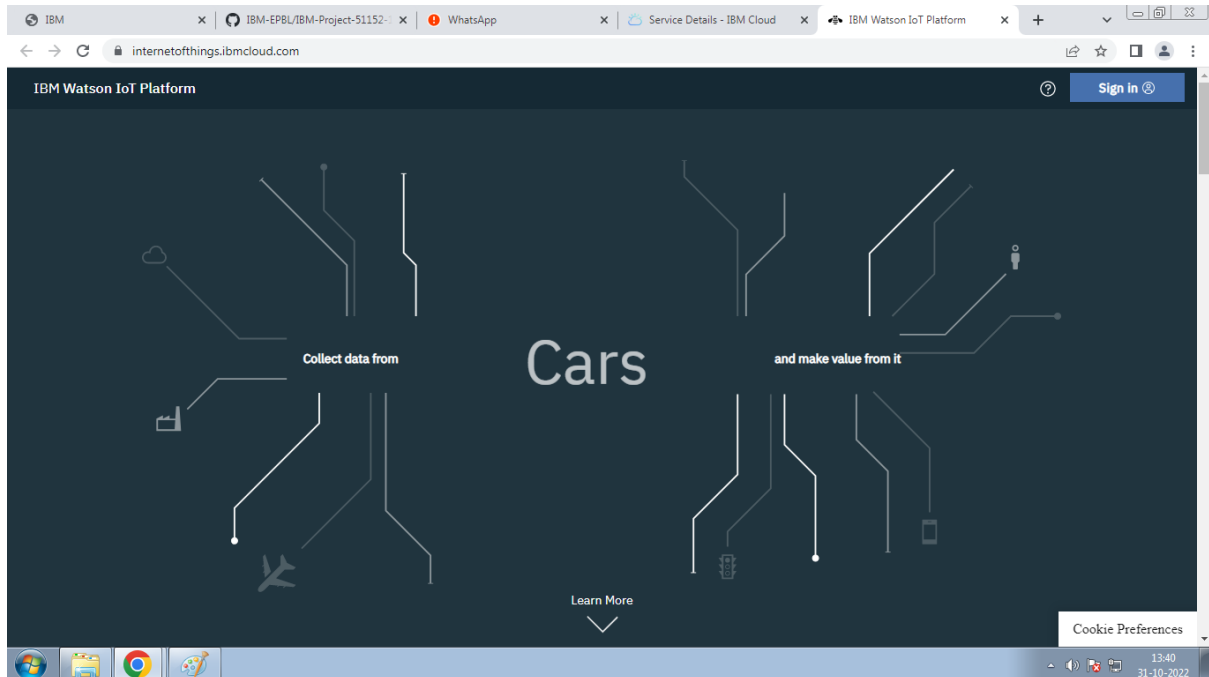 IBM
IBM-EPBL/IBM-Project-51152-
WhatsApp
Service Details - IBM Cloud
IBM Watson IoT Platform
internetofthings.ibmcloud.com
IBM Watson IoT Platform
Sign in
Collect data from
Cars
and make value from it
Learn More
Cookie Preferences
13:40
31-10-2022